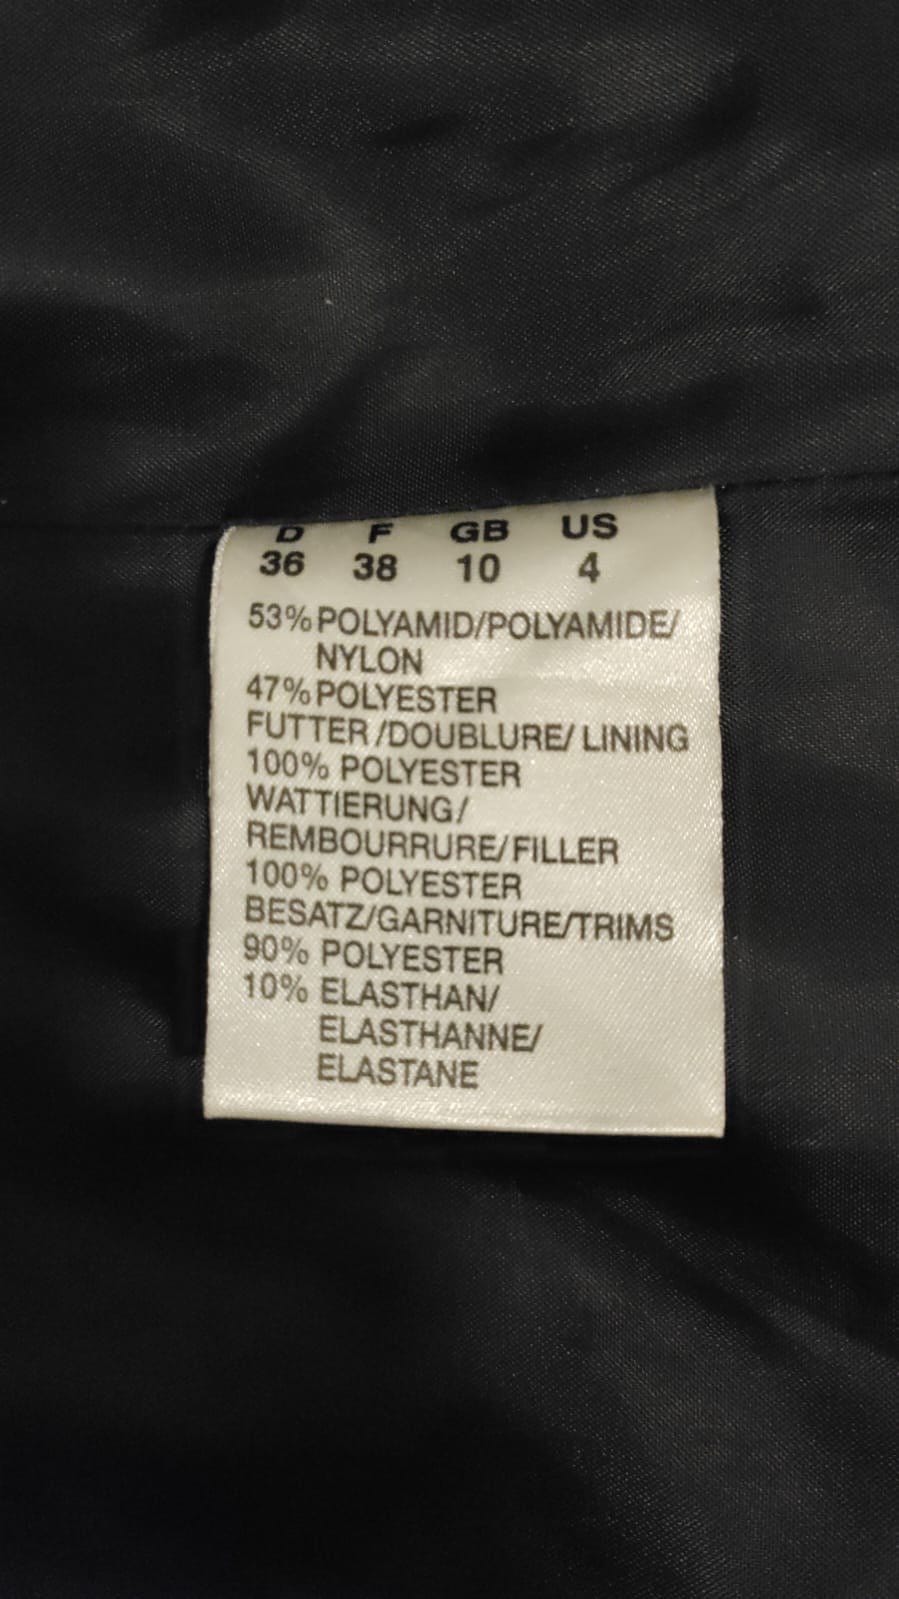 D F GB US
36 38 10 4
53% POLYAMID/POLYAMIDE/
NYLON
47% POLYESTER
FUTTER/DOUBLURE/ LINING
100% POLYESTER
WATTIERUNG/
REMBOURRURE/FILLER
100% POLYESTER
BESATZ/GARNITURE/TRIMS
90% POLYESTER
10% ELASTHAN/
ELASTHANNE/
ELASTANE